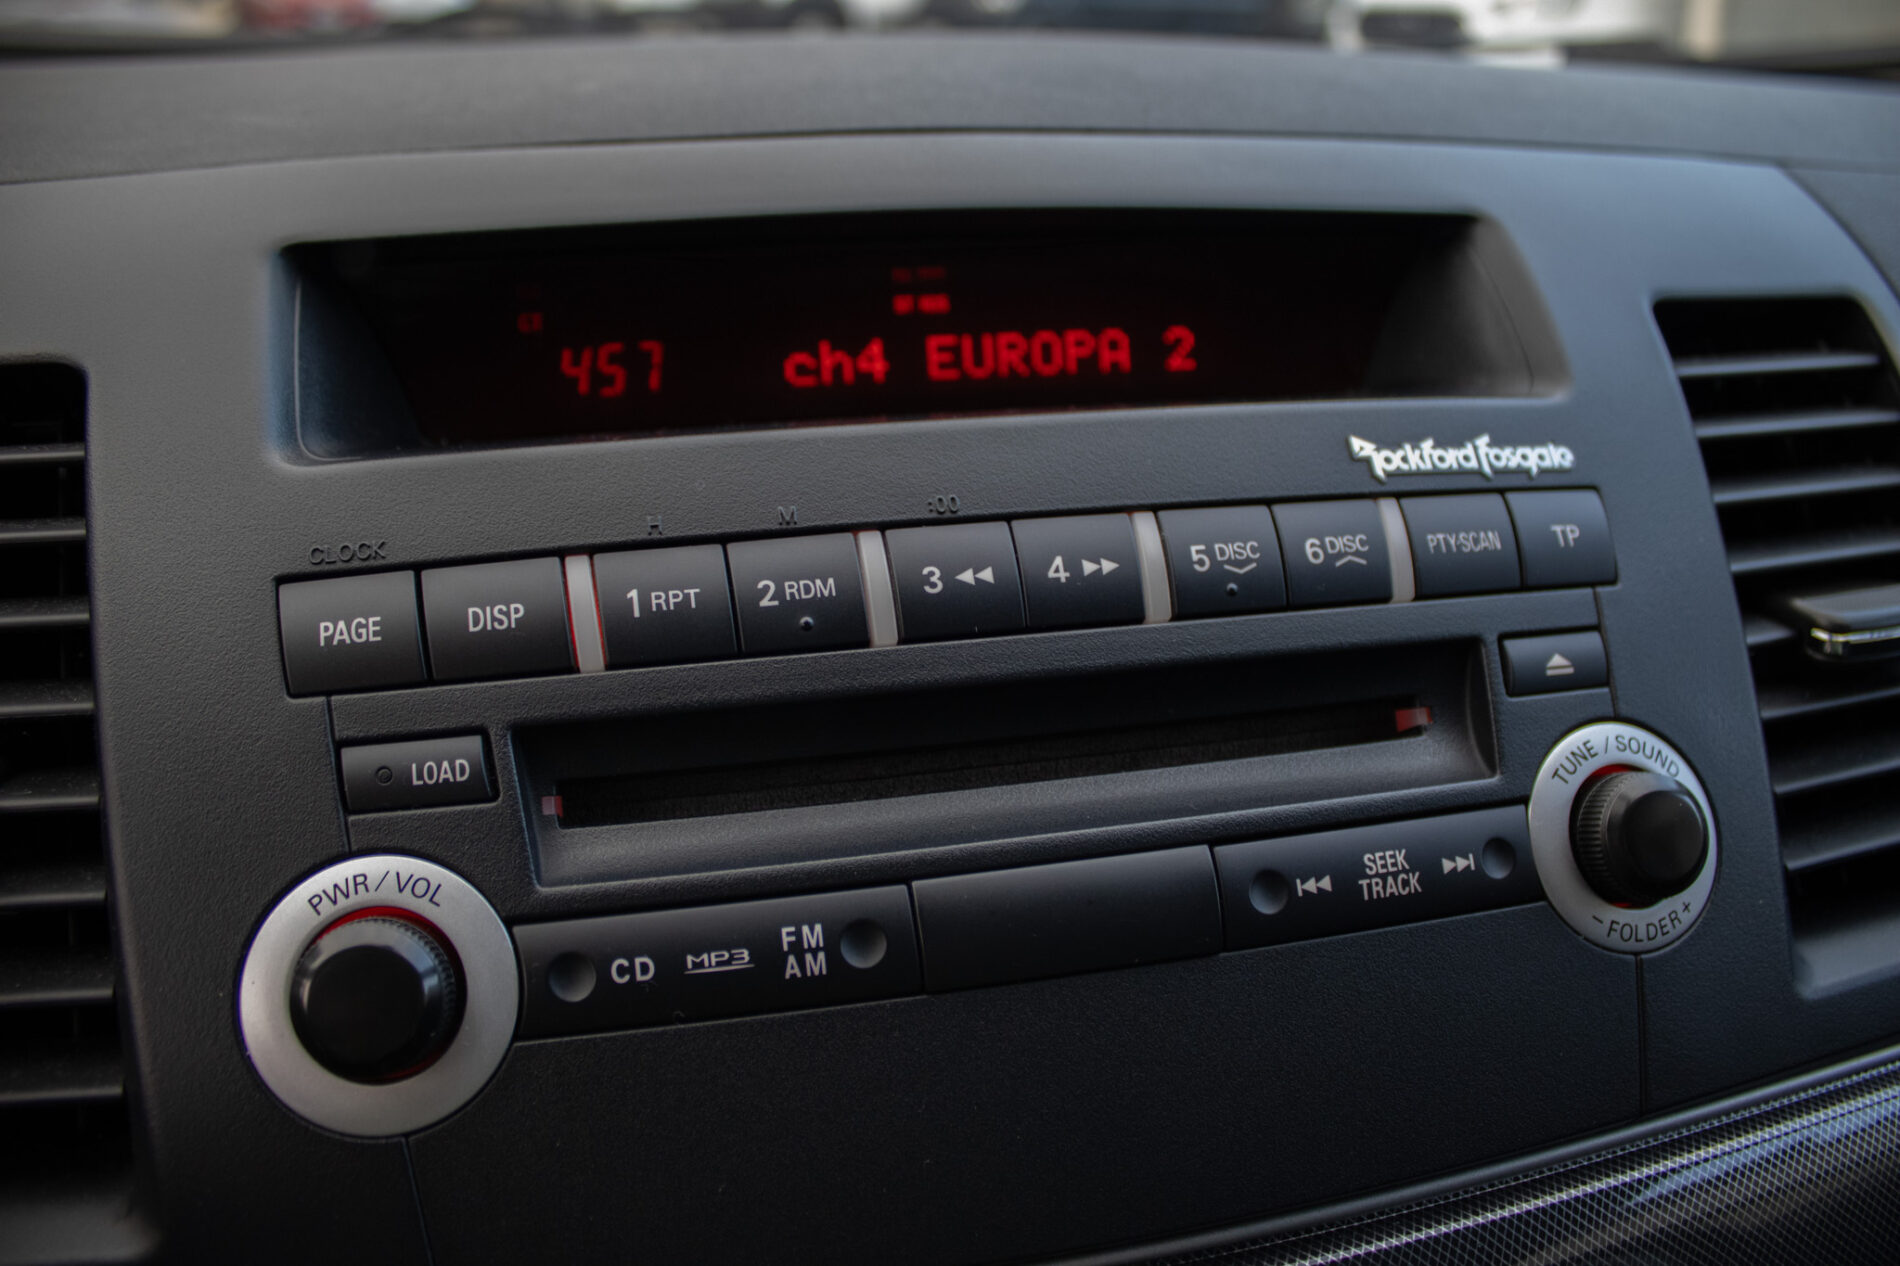 457 ch4 EUROPA 2
Rockford Fosgate
CLOCK H M :00
PAGE DISP 1 RPT 2 RDM 3 4 5 DISC 6 DISC PTY·SCAN TP
LOAD
TUNE / SOUND
PWR / VOL
CD MP3 FM
AM
SEEK
TRACK
− FOLDER +